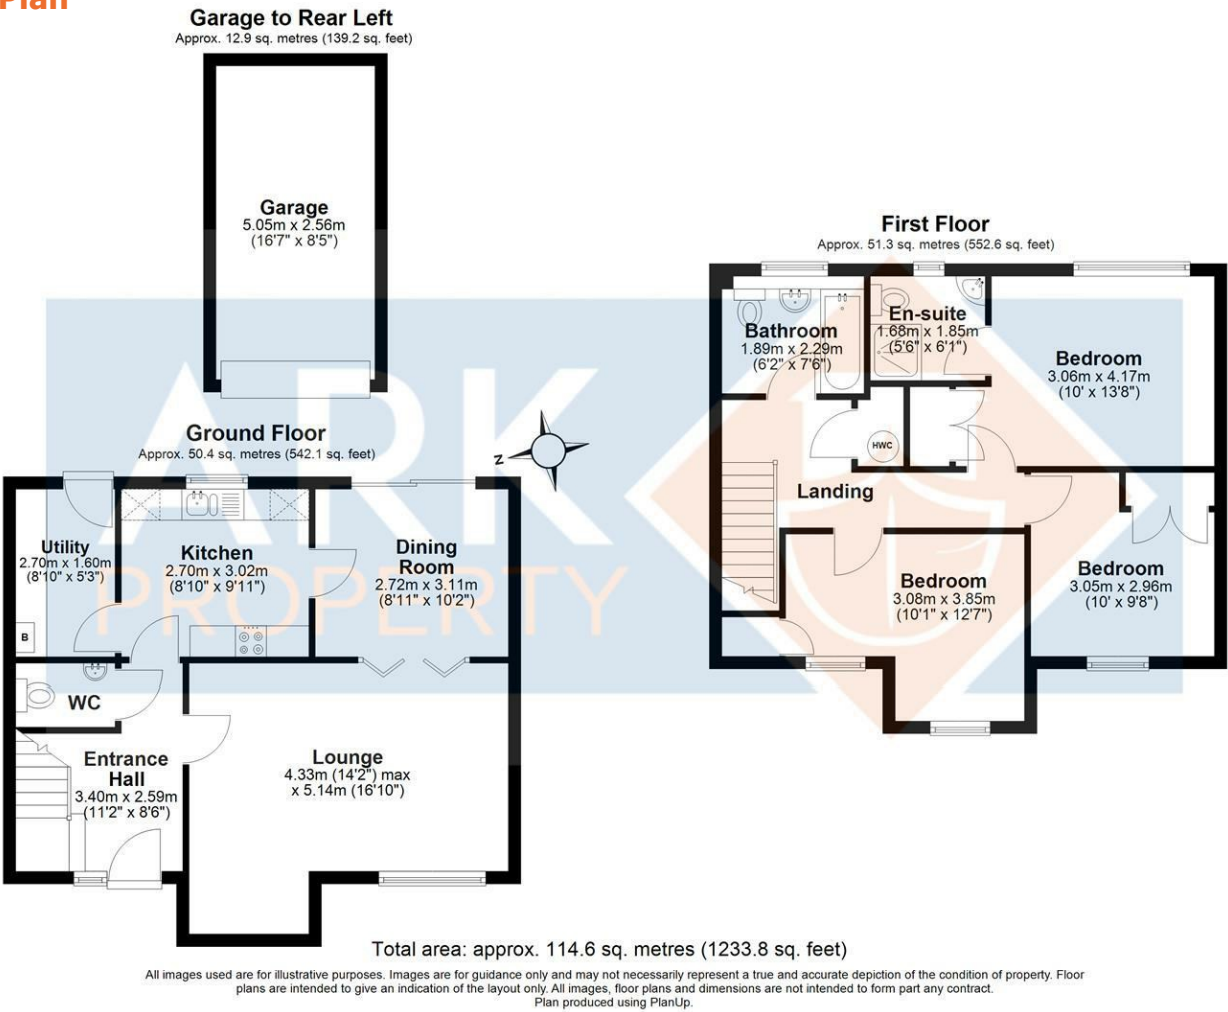 Plan
Garage to Rear Left
Approx. 12.9 sq. metres (139.2 sq. feet)
Garage
5.05m x 2.56m
(16'7" x 8'5")
First Floor
Approx. 51.3 sq. metres (552.6 sq. feet)
Bathroom
1.89m x 2.29m
(6'2" x 7'6")
En-suite
1.68m x 1.85m
(5'6" x 6'1")
Bedroom
3.06m x 4.17m
(10' x 13'8")
HWC
Landing
Bedroom
3.08m x 3.85m
(10'1" x 12'7")
Bedroom
3.05m x 2.96m
(10' x 9'8")
ARK
PROPERTY
Ground Floor
Approx. 50.4 sq. metres (542.1 sq. feet)
N
Utility
2.70m x 1.60m
(8'10" x 5'3")
B
Kitchen
2.70m x 3.02m
(8'10" x 9'11")
Dining
Room
2.72m x 3.11m
(8'11" x 10'2")
WC
Entrance
Hall
3.40m x 2.59m
(11'2" x 8'6")
Lounge
4.33m (14'2") max
x 5.14m (16'10")
Total area: approx. 114.6 sq. metres (1233.8 sq. feet)
All images used are for illustrative purposes. Images are for guidance only and may not necessarily represent a true and accurate depiction of the condition of property. Floor
plans are intended to give an indication of the layout only. All images, floor plans and dimensions are not intended to form part any contract.
Plan produced using PlanUp.